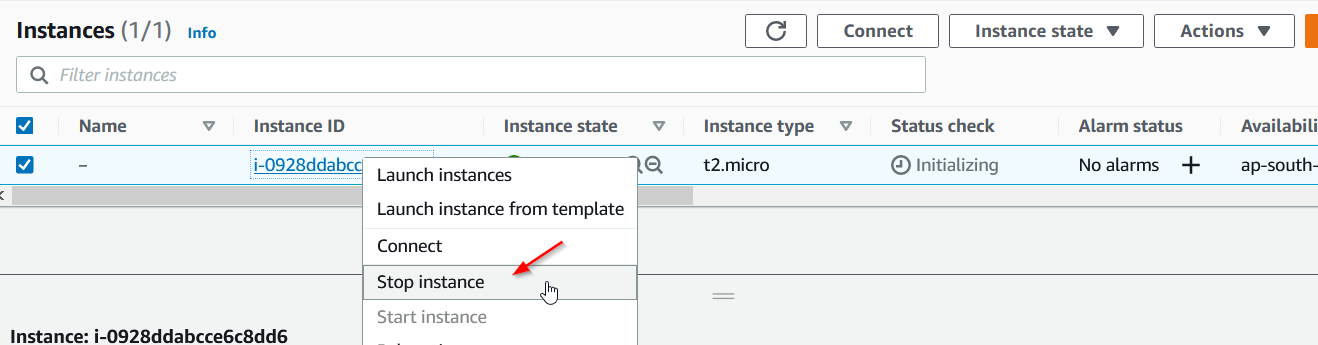 Instances (1/1) Info
Connect
Instance state
Actions
Filter instances
Name Instance ID Instance state Instance type Status check Alarm status Availabili
– i-0928ddabcc t2.micro Initializing No alarms + ap-south-
Launch instances
Launch instance from template
Connect
Stop instance
Start instance
Instance: i-0928ddabcce6c8dd6